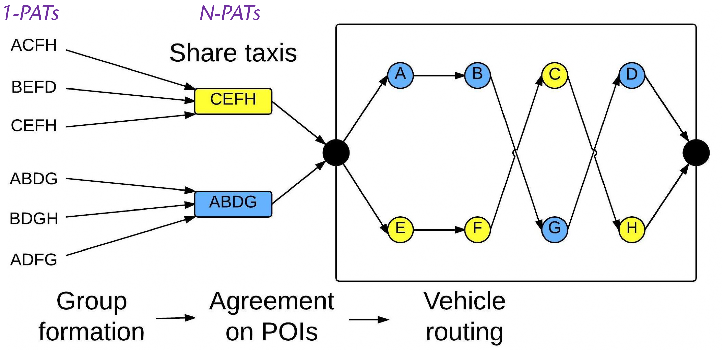 1-PATs
N-PATs
ACFH
BEFD
CEFH
ABDG
BDGH
ADFG
Share taxis
CEFH
ABDG
A
B
C
D
E
F
G
H
Group
formation
Agreement
on POIs
Vehicle
routing